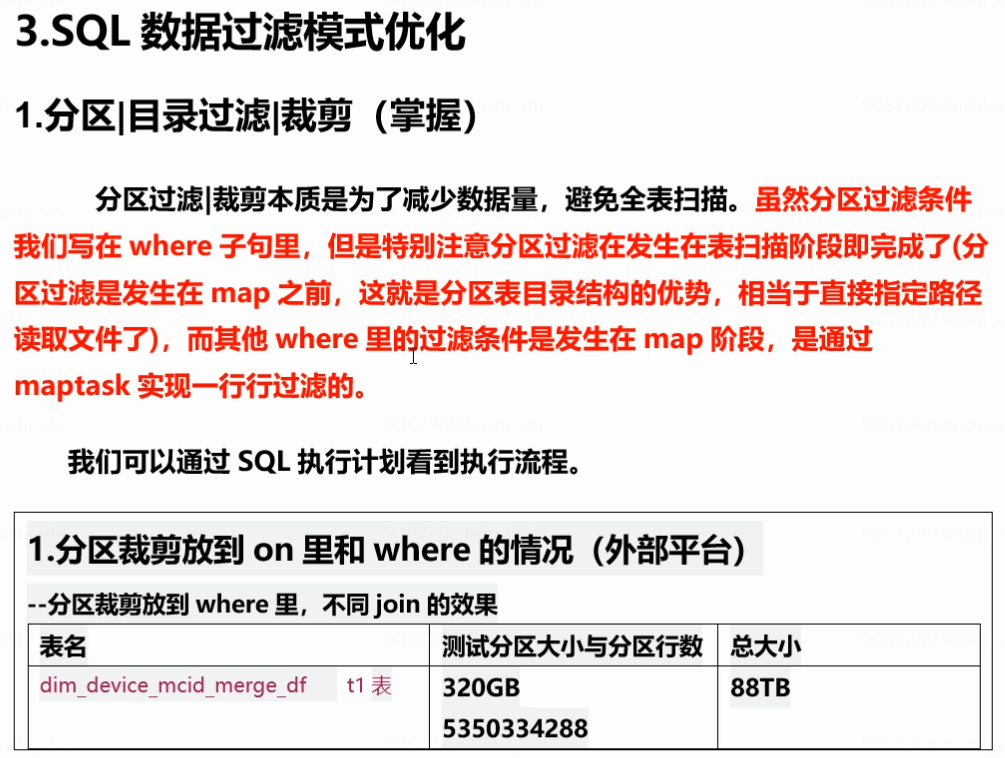 3.SQL 数据过滤模式优化
1.分区|目录过滤|裁剪（掌握）
分区过滤|裁剪本质是为了减少数据量，避免全表扫描。虽然分区过滤条件
我们写在 where 子句里，但是特别注意分区过滤在发生在表扫描阶段即完成了(分
区过滤是发生在 map 之前，这就是分区表目录结构的优势，相当于直接指定路径
读取文件了)，而其他 where 里的过滤条件是发生在 map 阶段，是通过
maptask 实现一行行过滤的。
我们可以通过 SQL 执行计划看到执行流程。
1.分区裁剪放到 on 里和 where 的情况（外部平台）
--分区裁剪放到 where 里，不同 join 的效果
表名 测试分区大小与分区行数 总大小
dim_device_mcid_merge_df t1 表 320GB 88TB
5350334288